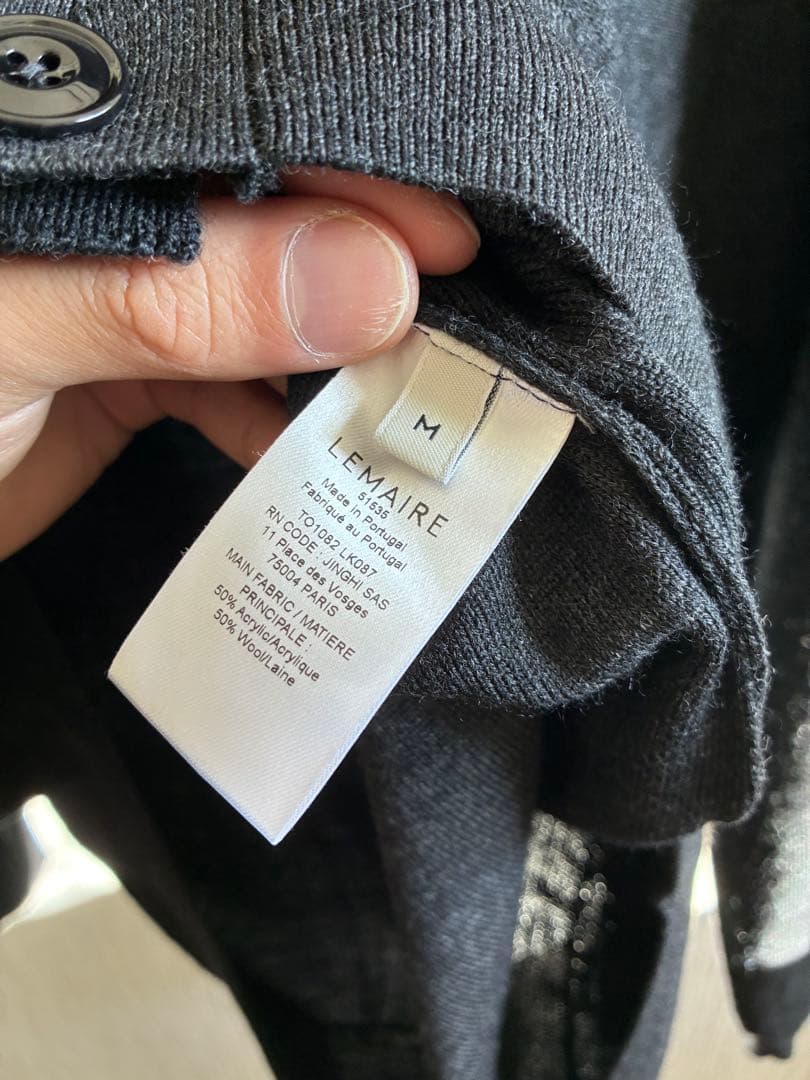 M
LEMAIRE
51535
Made in Portugal
Fabriqué au Portugal
TO1082 LK087
RN CODE : JINGHI SAS
11 Place des Vosges
75004 PARIS
MAIN FABRIC / MATIERE
PRINCIPALE :
50% Acrylic/Acrylique
50% Wool/Laine